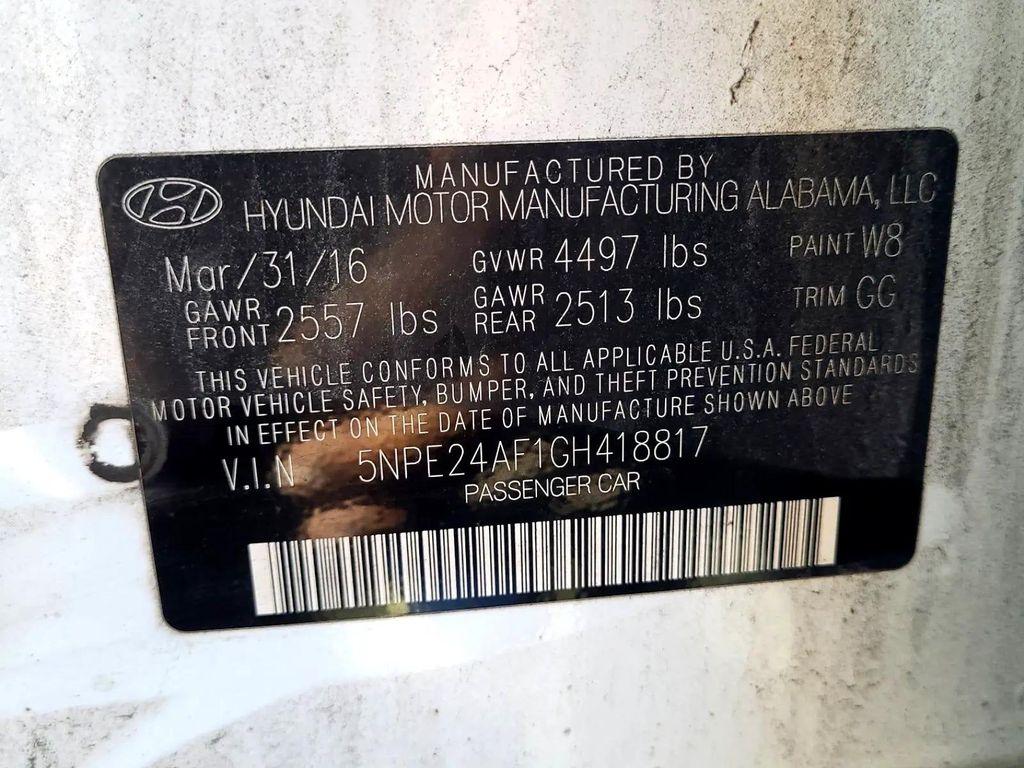 MANUFACTURED BY
HYUNDAI MOTOR MANUFACTURING ALABAMA, LLC
Mar/31/16 GVWR 4497 lbs PAINT W8
GAWR FRONT 2557 lbs GAWR REAR 2513 lbs TRIM GG
THIS VEHICLE CONFORMS TO ALL APPLICABLE U.S.A. FEDERAL
MOTOR VEHICLE SAFETY, BUMPER, AND THEFT PREVENTION STANDARDS
IN EFFECT ON THE DATE OF MANUFACTURE SHOWN ABOVE
V.I.N 5NPE24AF1GH418817
PASSENGER CAR